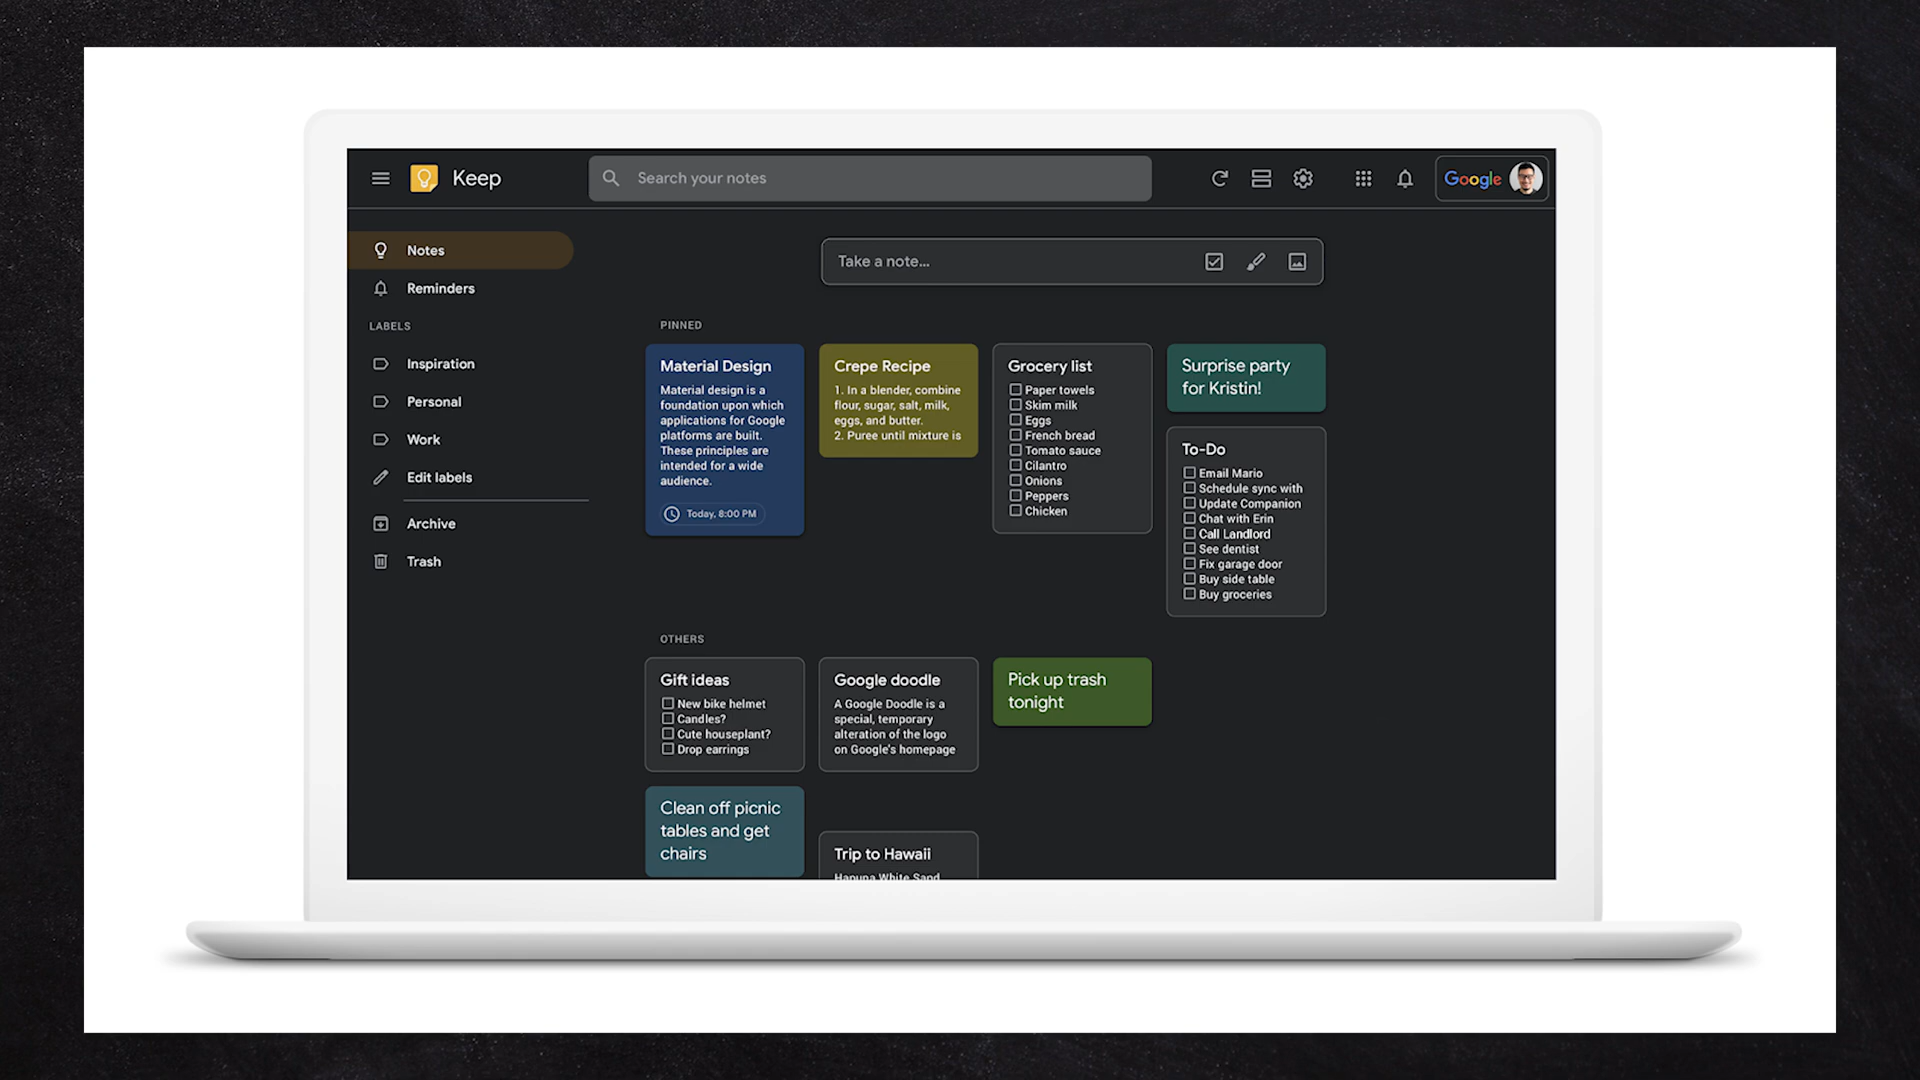 Keep
Search your notes
Google
Notes
Reminders
LABELS
Inspiration
Personal
Work
Edit labels
Archive
Trash
Take a note...
PINNED
Material Design
Material design is a
foundation upon which
applications for Google
platforms are built.
These principles are
intended for a wide
audience.
Today, 8:00 PM
Crepe Recipe
1. In a blender, combine
flour, sugar, salt, milk,
eggs, and butter.
2. Puree until mixture is
Grocery list
Paper towels
Skim milk
Eggs
French bread
Tomato sauce
Cilantro
Onions
Peppers
Chicken
Surprise party
for Kristin!
To-Do
Email Mario
Schedule sync with
Update Companion
Chat with Erin
Call Landlord
See dentist
Fix garage door
Buy side table
Buy groceries
OTHERS
Gift ideas
New bike helmet
Candles?
Cute houseplant?
Drop earrings
Google doodle
A Google Doodle is a
special, temporary
alteration of the logo
on Google's homepage
Pick up trash
tonight
Clean off picnic
tables and get
chairs
Trip to Hawaii
Hapuna White Sand